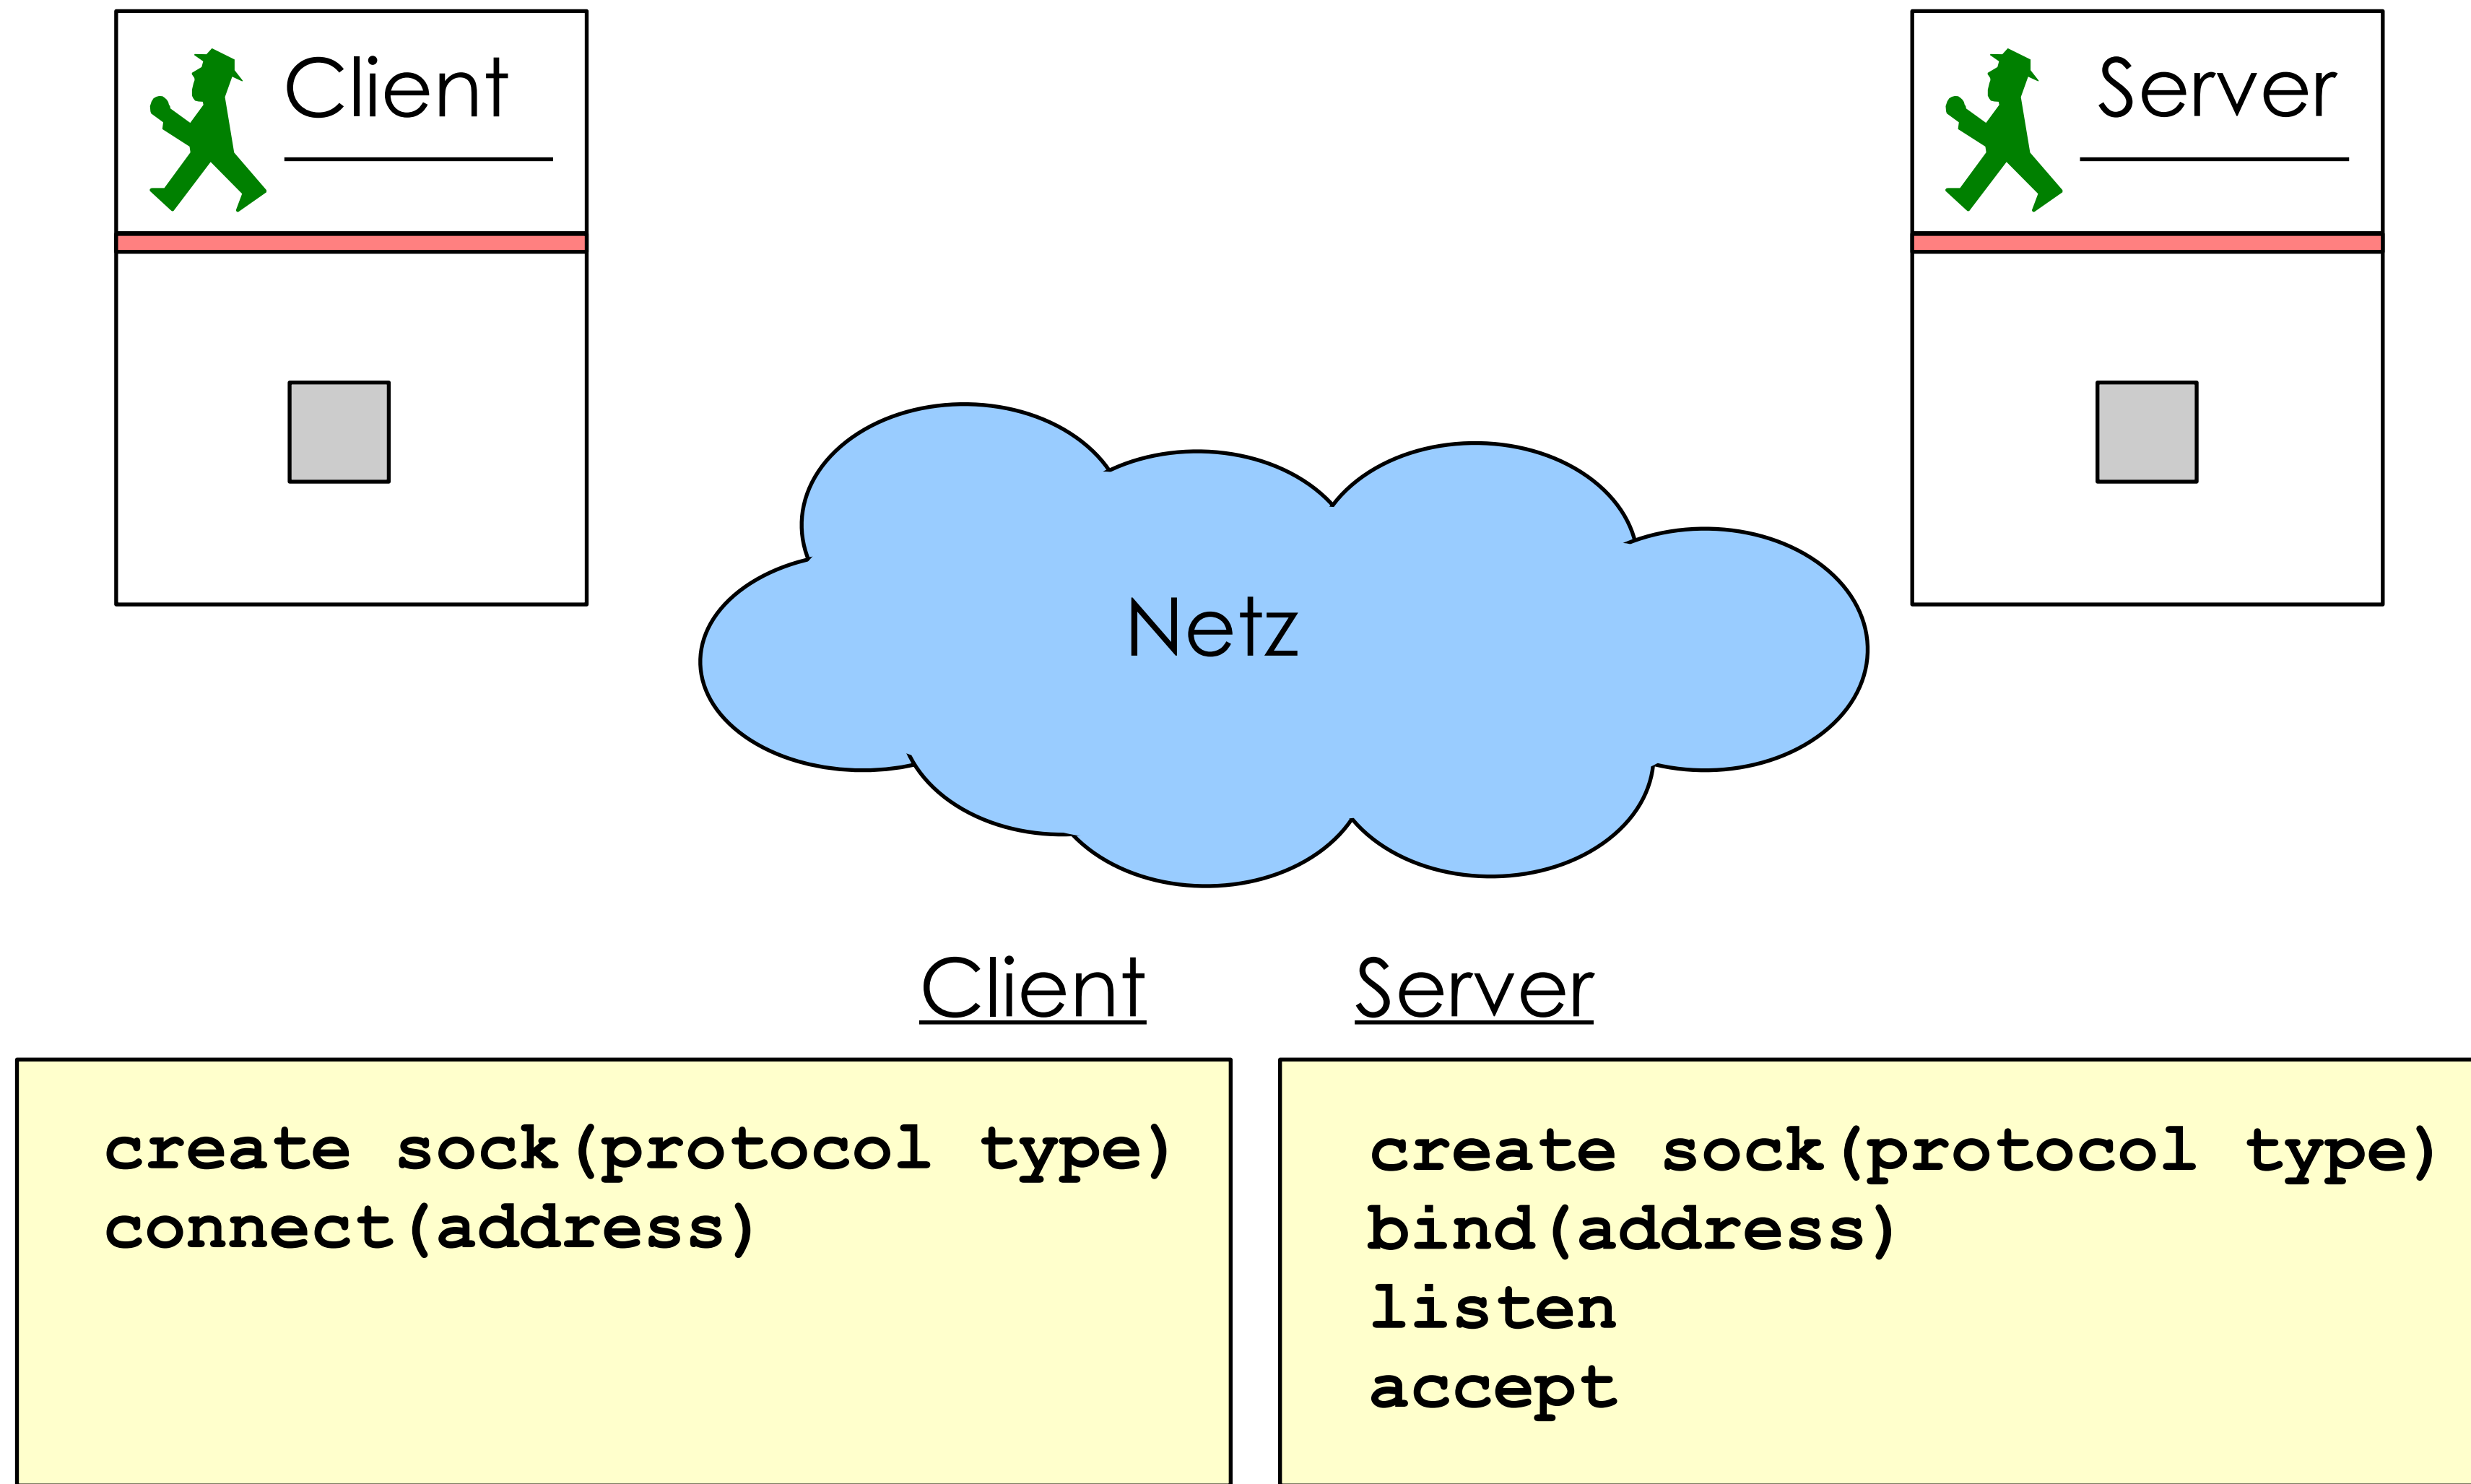 Client
Server
Netz
Client
Server
create sock(protocol type)
connect(address)
create sock(protocol type)
bind(address)
listen
accept